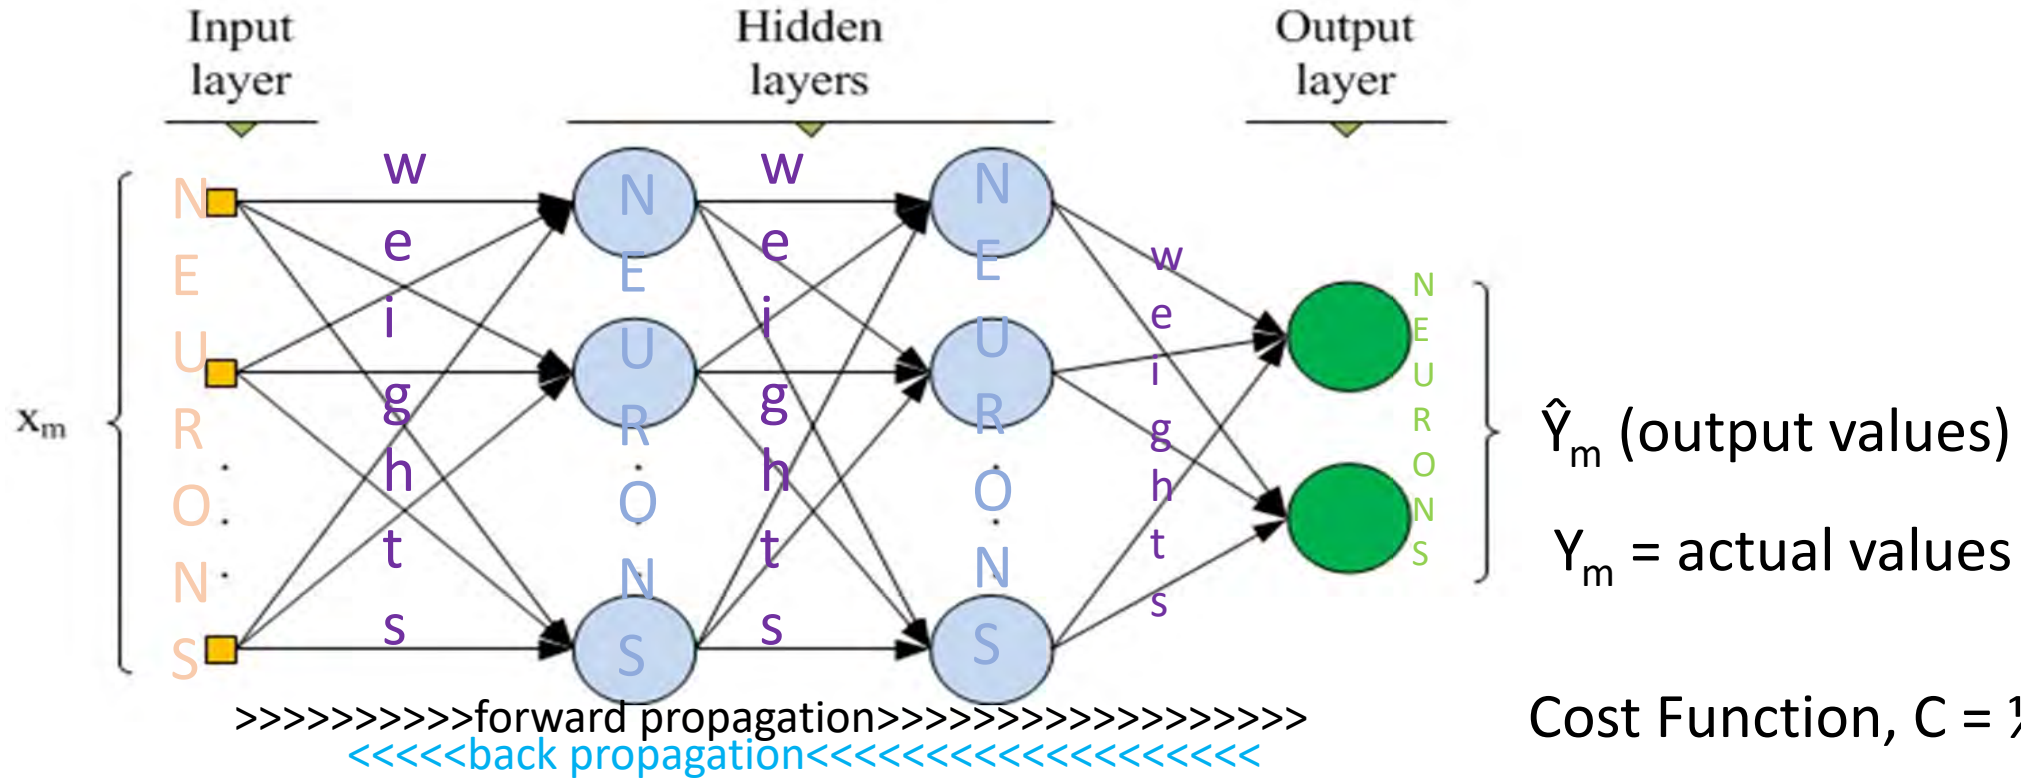 Input
layer
Hidden
layers
Output
layer
NEURONS
weights
NEURONS
weights
NEURONS
weights
NEURONS
xₘ
Ŷₘ (output values)
Yₘ = actual values
>>>>>>>>>>forward propagation>>>>>>>>>>>>>>>>>>
<<<<<back propagation<<<<<<<<<<<<<<<<<<<
Cost Function, C =